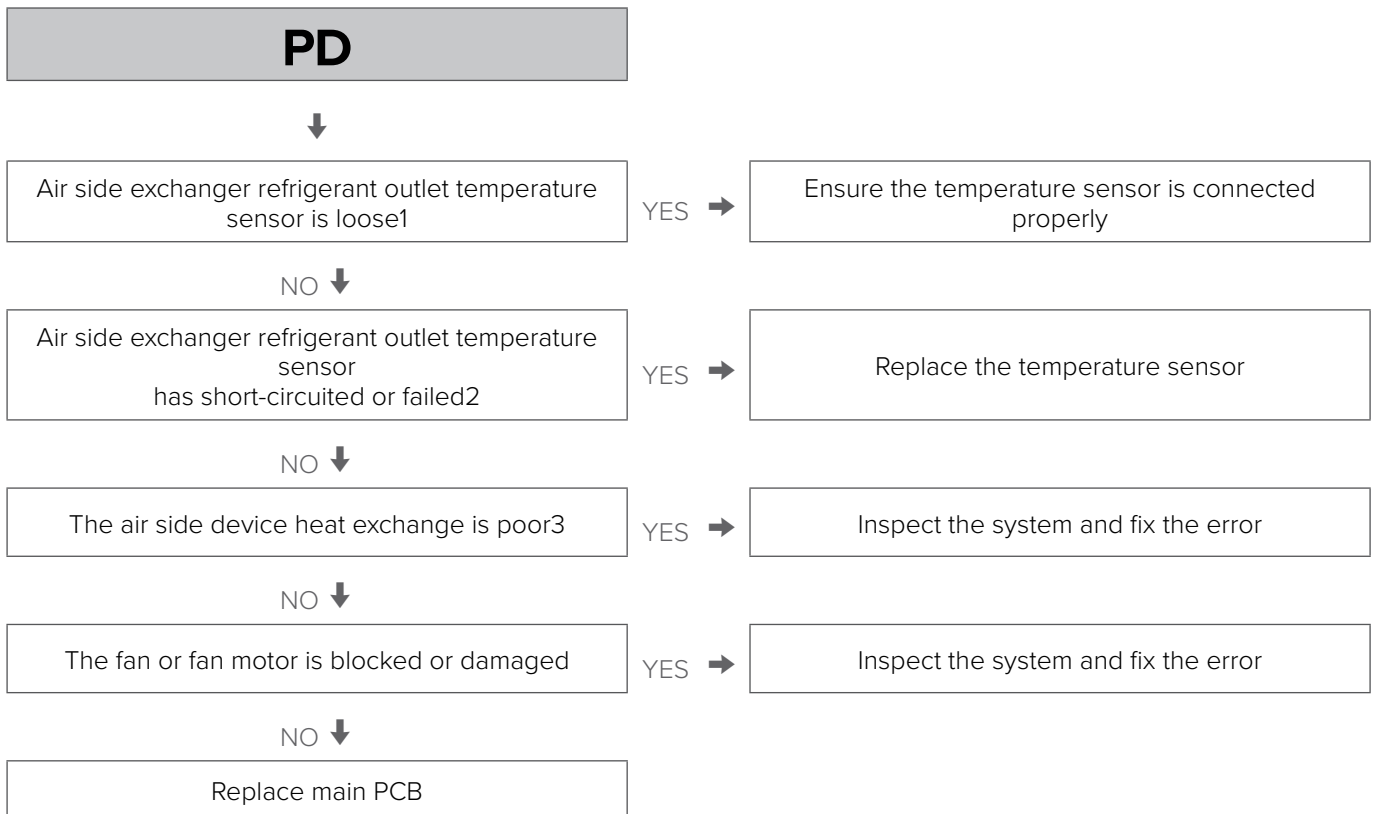 PD
Air side exchanger refrigerant outlet temperature
sensor is loose1
YES
Ensure the temperature sensor is connected
properly
NO
Air side exchanger refrigerant outlet temperature
sensor
has short-circuited or failed2
YES
Replace the temperature sensor
NO
The air side device heat exchange is poor3
YES
Inspect the system and fix the error
NO
The fan or fan motor is blocked or damaged
YES
Inspect the system and fix the error
NO
Replace main PCB